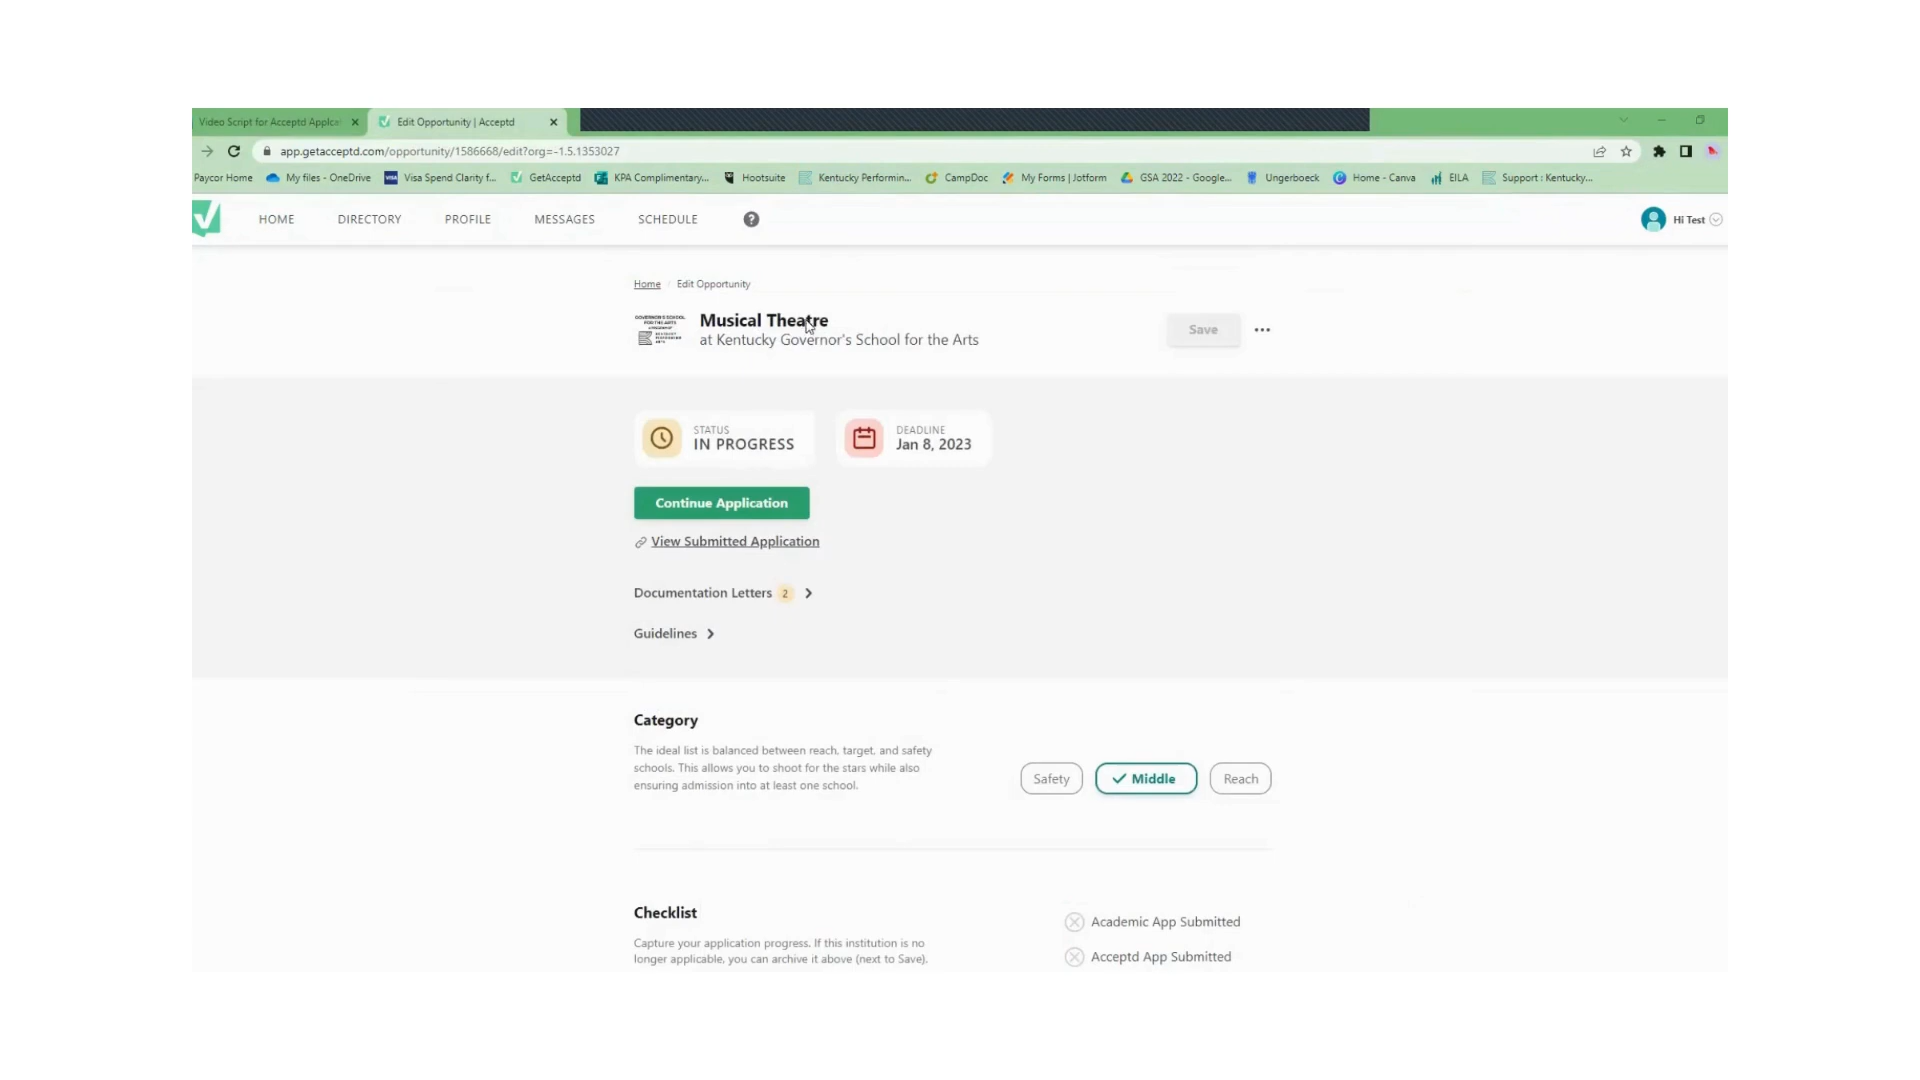 Video Script for Acceptd Applca
Edit Opportunity | Acceptd
app.getacceptd.com/opportunity/1586668/edit?org=-1.5.1353027
Paycor Home
My files - OneDrive
Visa Spend Clarity f...
GetAcceptd
KPA Complimentary...
Hootsuite
Kentucky Performin...
CampDoc
My Forms | Jotform
GSA 2022 - Google...
Ungerboeck
Home - Canva
EILA
Support : Kentucky...
HOME
DIRECTORY
PROFILE
MESSAGES
SCHEDULE
?
Hi Test
Home / Edit Opportunity
GOVERNOR'S SCHOOL
FOR THE ARTS
Musical Theatre
at Kentucky Governor's School for the Arts
Save
STATUS
IN PROGRESS
DEADLINE
Jan 8, 2023
Continue Application
View Submitted Application
Documentation Letters 2
Guidelines
Category
The ideal list is balanced between reach, target, and safety
schools. This allows you to shoot for the stars while also
ensuring admission into at least one school.
Safety
Middle
Reach
Checklist
Capture your application progress. If this institution is no
longer applicable, you can archive it above (next to Save).
Academic App Submitted
Acceptd App Submitted